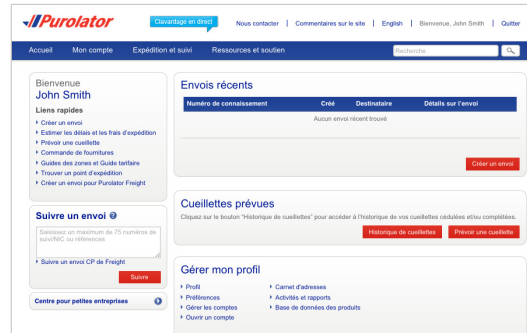 Purolator
Clavardage en direct
Nous contacter | Commentaires sur le site | English | Bienvenue, John Smith | Quitter
Accueil Mon compte Expédition et suivi Ressources et soutien Recherche
Bienvenue
John Smith
Liens rapides
Créer un envoi
Estimer les délais et les frais d'expédition
Prévoir une cueillette
Commande de fournitures
Guides des zones et Guide tarifaire
Trouver un point d'expédition
Créer un envoi pour Purolator Freight
Suivre un envoi ?
Saisissez un maximum de 75 numéros de
suivi/NIC ou références
Suivre un envoi CP de Freight
Suivre
Centre pour petites entreprises
Envois récents
Numéro de connaissement Créé Destinataire Détails sur l'envoi
Aucun envoi récent trouvé
Créer un envoi
Cueillettes prévues
Cliquez sur le bouton "Historique de cueillettes" pour accéder à l'historique de vos cueillettes cédulées et/ou complétées.
Historique de cueillettes Prévoir une cueillette
Gérer mon profil
Profil Carnet d'adresses
Préférences Activités et rapports
Gérer les comptes Base de données des produits
Ouvrir un compte